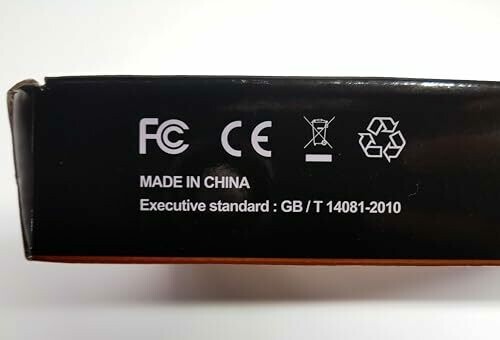 FC CE
MADE IN CHINA
Executive standard : GB / T 14081-2010